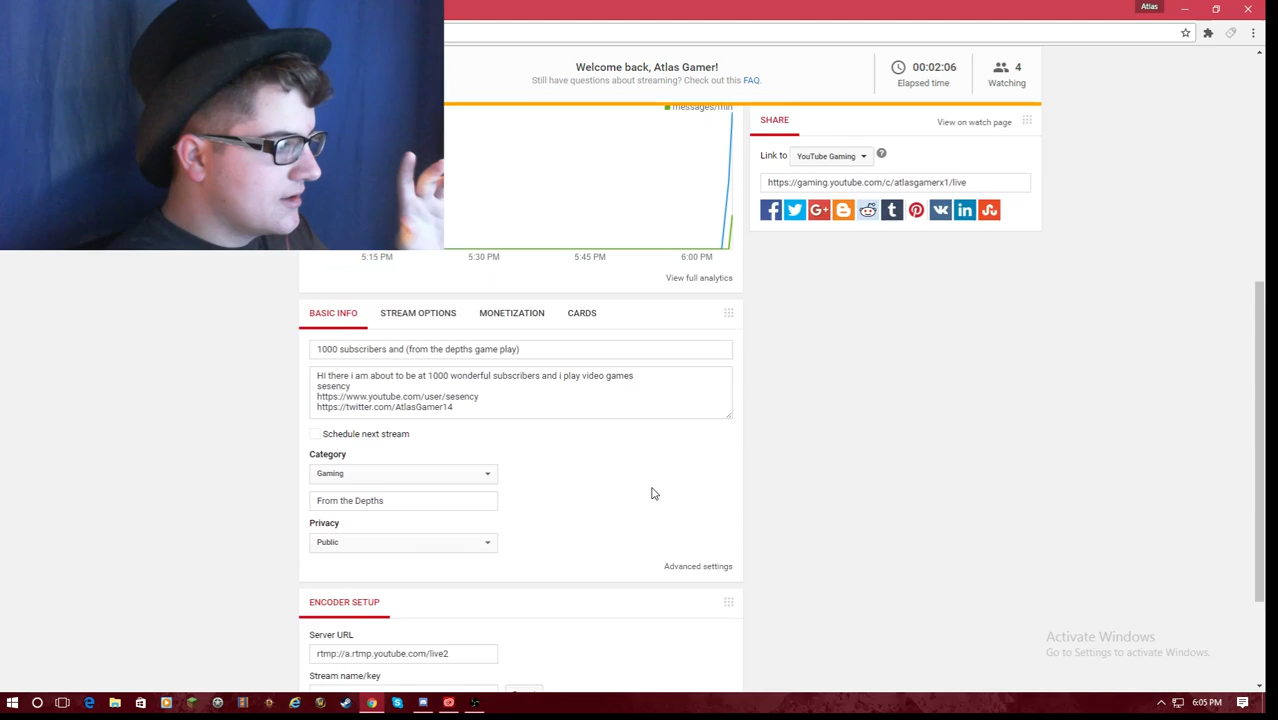 Atlas
Welcome back, Atlas Gamer!
Still have questions about streaming? Check out this FAQ.
00:02:06
Elapsed time
4
Watching
messages/min
5:15 PM 5:30 PM 5:45 PM 6:00 PM
View full analytics
SHARE
View on watch page
Link to YouTube Gaming ?
https://gaming.youtube.com/c/atlasgamerx1/live
BASIC INFO STREAM OPTIONS MONETIZATION CARDS
1000 subscribers and (from the depths game play)
HI there i am about to be at 1000 wonderful subscribers and i play video games
sesency
https://www.youtube.com/user/sesency
https://twitter.com/AtlasGamer14
Schedule next stream
Category
Gaming
From the Depths
Privacy
Public
Advanced settings
ENCODER SETUP
Server URL
rtmp://a.rtmp.youtube.com/live2
Stream name/key
Activate Windows
Go to Settings to activate Windows.
6:05 PM